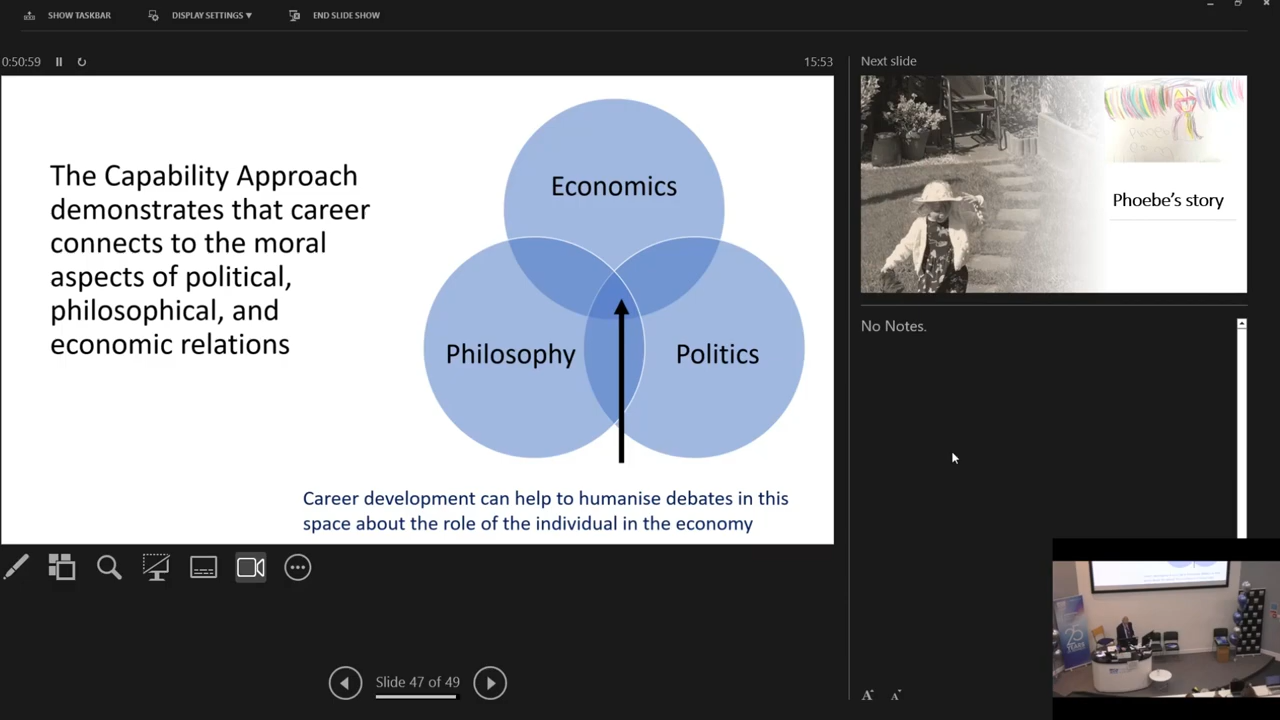 SHOW TASKBAR
DISPLAY SETTINGS ▼
END SLIDE SHOW
0:50:59
15:53
The Capability Approach
demonstrates that career
connects to the moral
aspects of political,
philosophical, and
economic relations
Economics
Philosophy
Politics
Career development can help to humanise debates in this
space about the role of the individual in the economy
Slide 47 of 49
Next slide
Phoebe's story
No Notes.
A
A
25
YEARS